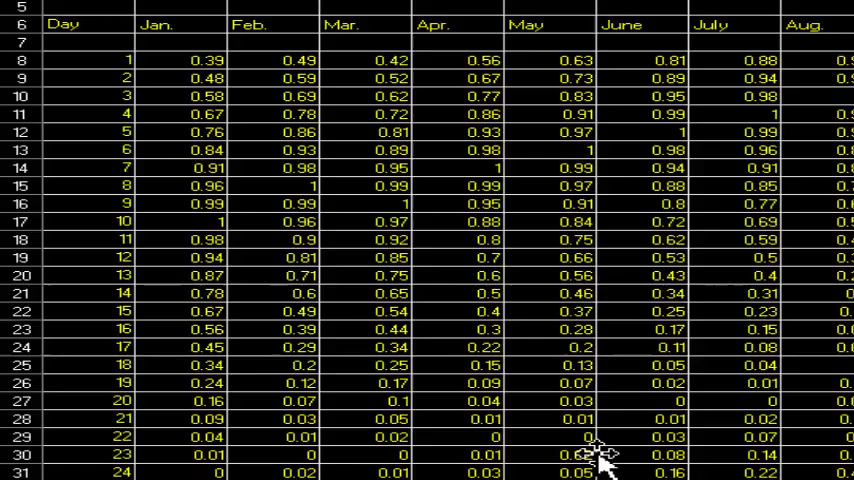 5
6 Day Jan. Feb. Mar. Apr. May June July Aug.
7
8 1 0.39 0.49 0.42 0.56 0.63 0.81 0.88
9 2 0.48 0.59 0.52 0.67 0.73 0.89 0.94
10 3 0.58 0.69 0.62 0.77 0.83 0.95 0.98
11 4 0.67 0.78 0.72 0.86 0.91 0.99 1
12 5 0.76 0.86 0.81 0.93 0.97 1 0.99
13 6 0.84 0.93 0.89 0.98 1 0.98 0.96
14 7 0.91 0.98 0.95 1 0.99 0.94 0.91
15 8 0.96 1 0.99 0.99 0.97 0.88 0.85
16 9 0.99 0.99 1 0.95 0.91 0.8 0.77
17 10 1 0.96 0.97 0.88 0.84 0.72 0.69
18 11 0.98 0.9 0.92 0.8 0.75 0.62 0.59
19 12 0.94 0.81 0.85 0.7 0.66 0.53 0.5
20 13 0.87 0.71 0.75 0.6 0.56 0.43 0.4
21 14 0.78 0.6 0.65 0.5 0.46 0.34 0.31
22 15 0.67 0.49 0.54 0.4 0.37 0.25 0.23
23 16 0.56 0.39 0.44 0.3 0.28 0.17 0.15
24 17 0.45 0.29 0.34 0.22 0.2 0.11 0.08
25 18 0.34 0.2 0.25 0.15 0.13 0.05 0.04
26 19 0.24 0.12 0.17 0.09 0.07 0.02 0.01
27 20 0.16 0.07 0.1 0.04 0.03 0 0
28 21 0.09 0.03 0.05 0.01 0.01 0.01 0.02
29 22 0.04 0.01 0.02 0 0 0.03 0.07
30 23 0.01 0 0 0.01 0.08 0.14
31 24 0 0.02 0.01 0.03 0.05 0.16 0.22